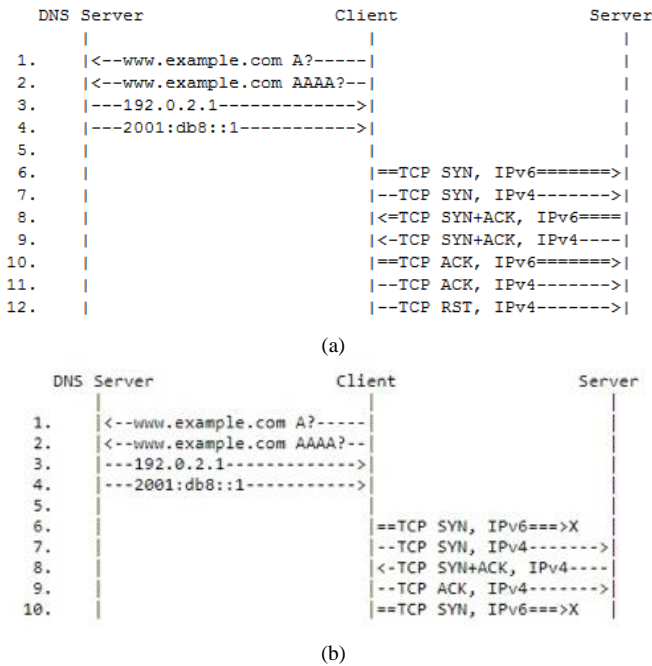 DNS Server                      Client                      Server
            |                               |                           |
 1.         |<--www.example.com A?-----|                           |
 2.         |<--www.example.com AAAA?--|                           |
 3.         |---192.0.2.1------------->|                           |
 4.         |---2001:db8::1----------->|                           |
 5.         |                               |                           |
 6.         |                               |==TCP SYN, IPv6=======>|
 7.         |                               |--TCP SYN, IPv4------->|
 8.         |                               |<=TCP SYN+ACK, IPv6====|
 9.         |                               |<-TCP SYN+ACK, IPv4----|
10.         |                               |==TCP ACK, IPv6=======>|
11.         |                               |--TCP ACK, IPv4------->|
12.         |                               |--TCP RST, IPv4------->|
(a)
DNS Server                      Client                      Server
            |                               |                           |
 1.         |<--www.example.com A?-----|                           |
 2.         |<--www.example.com AAAA?--|                           |
 3.         |---192.0.2.1------------->|                           |
 4.         |---2001:db8::1----------->|                           |
 5.         |                               |                           |
 6.         |                               |==TCP SYN, IPv6===>X   |
 7.         |                               |--TCP SYN, IPv4------->|
 8.         |                               |<-TCP SYN+ACK, IPv4----|
 9.         |                               |--TCP ACK, IPv4------->|
10.         |                               |==TCP SYN, IPv6===>X   |
(b)